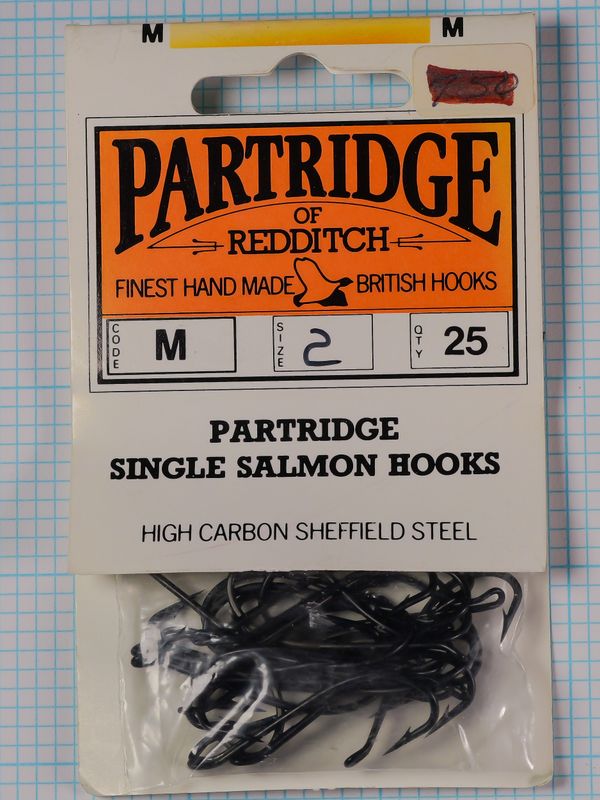 M M
PARTRIDGE
OF
REDDITCH
FINEST HAND MADE BRITISH HOOKS
CODE M SIZE 2 QTY 25
PARTRIDGE
SINGLE SALMON HOOKS
HIGH CARBON SHEFFIELD STEEL